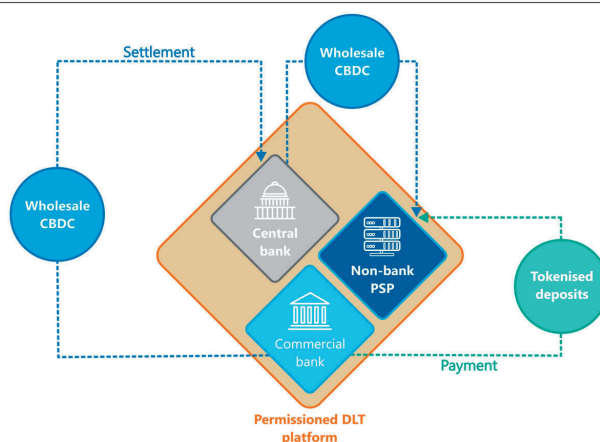 Settlement
Wholesale
CBDC
Wholesale
CBDC
Central
bank
Non-bank
PSP
Tokenised
deposits
Commercial
bank
Payment
Permissioned DLT
platform